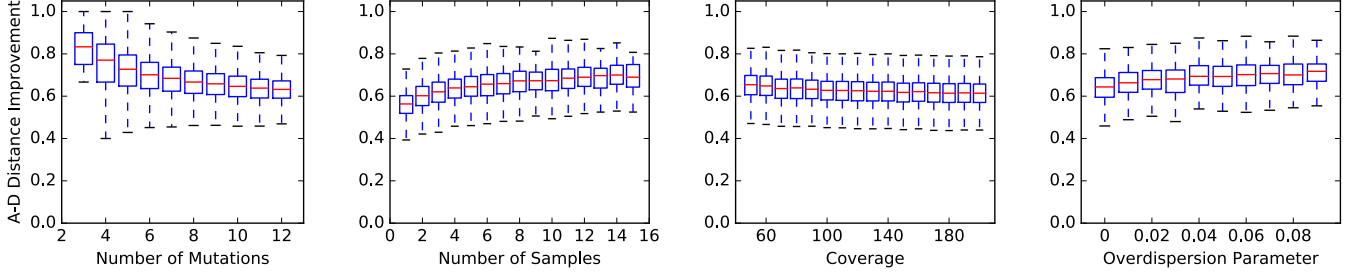 A-D Distance Improvement
1.0
0.8
0.6
0.4
0.2
0.0
2 4 6 8 10 12
Number of Mutations
1.0
0.8
0.6
0.4
0.2
0.0
0 2 4 6 8 10 12 14 16
Number of Samples
1.0
0.8
0.6
0.4
0.2
0.0
60 100 140 180
Coverage
1.0
0.8
0.6
0.4
0.2
0.0
0 0.02 0.04 0.06 0.08
Overdispersion Parameter